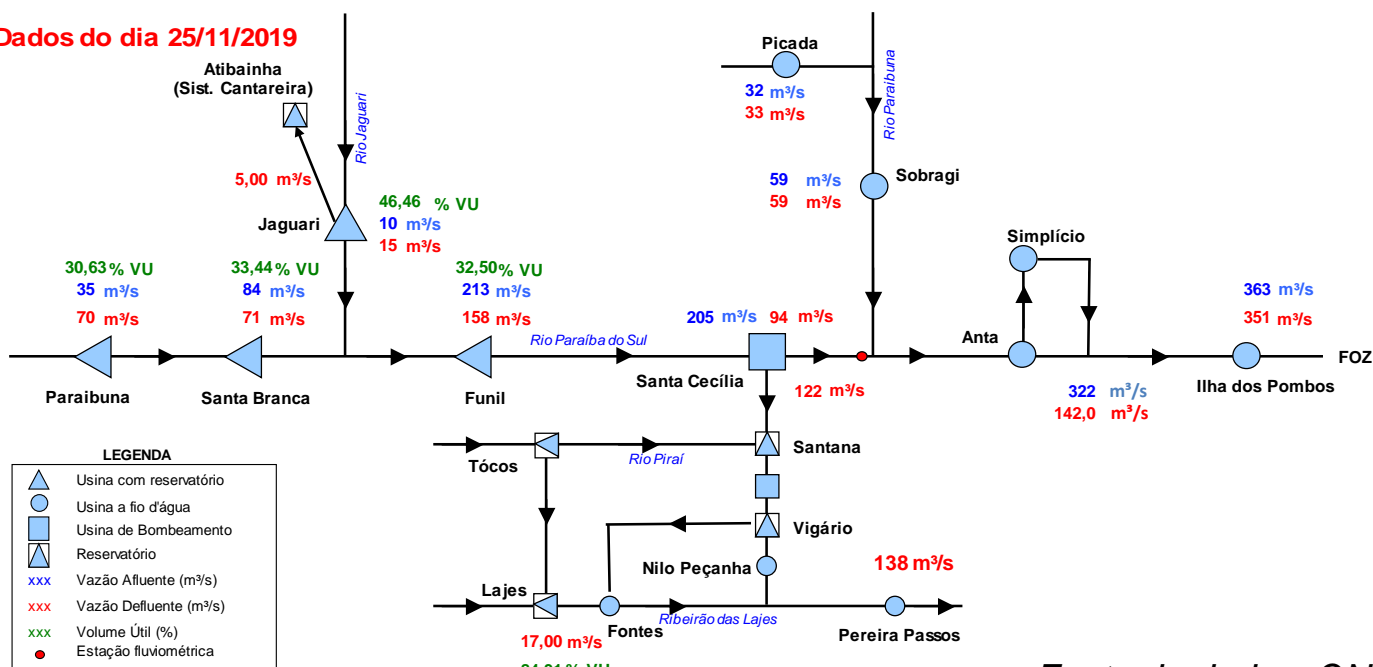 Dados do dia 25/11/2019
Atibainha
(Sist. Cantareira)
Rio Jaguari
5,00 m³/s
Jaguari
46,46 % VU
10 m³/s
15 m³/s
Picada
32 m³/s
33 m³/s
Rio Paraibuna
59 m³/s
59 m³/s
Sobragi
Simplício
30,63 % VU
35 m³/s
70 m³/s
Paraibuna
33,44 % VU
84 m³/s
71 m³/s
Santa Branca
32,50 % VU
213 m³/s
158 m³/s
Funil
Rio Paraíba do Sul
205 m³/s 94 m³/s
Santa Cecília
122 m³/s
Anta
322 m³/s
142,0 m³/s
363 m³/s
351 m³/s
Ilha dos Pombos
FOZ
Tócos
Rio Piraí
Santana
Vigário
Nilo Peçanha
138 m³/s
Lajes
Fontes
Ribeirão das Lajes
Pereira Passos
17,00 m³/s
LEGENDA
Usina com reservatório
Usina a fio d'água
Usina de Bombeamento
Reservatório
xxx Vazão Afluente (m³/s)
xxx Vazão Defluente (m³/s)
xxx Volume Útil (%)
Estação fluviométrica